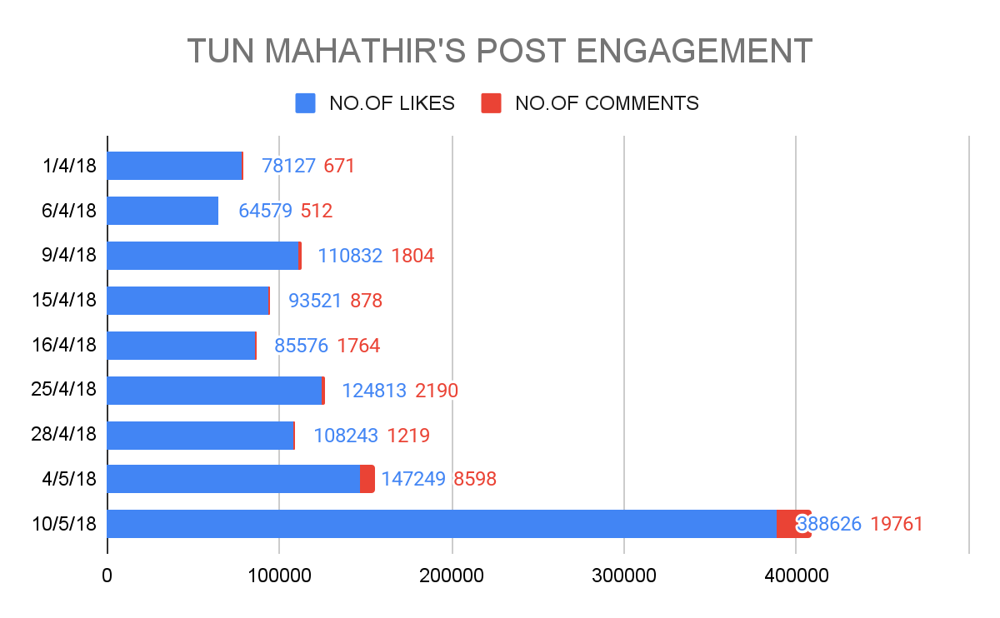 TUN MAHATHIR'S POST ENGAGEMENT
NO.OF LIKES NO.OF COMMENTS
1/4/18 78127 671
6/4/18 64579 512
9/4/18 110832 1804
15/4/18 93521 878
16/4/18 85576 1764
25/4/18 124813 2190
28/4/18 108243 1219
4/5/18 147249 8598
10/5/18 388626 19761
0 100000 200000 300000 400000